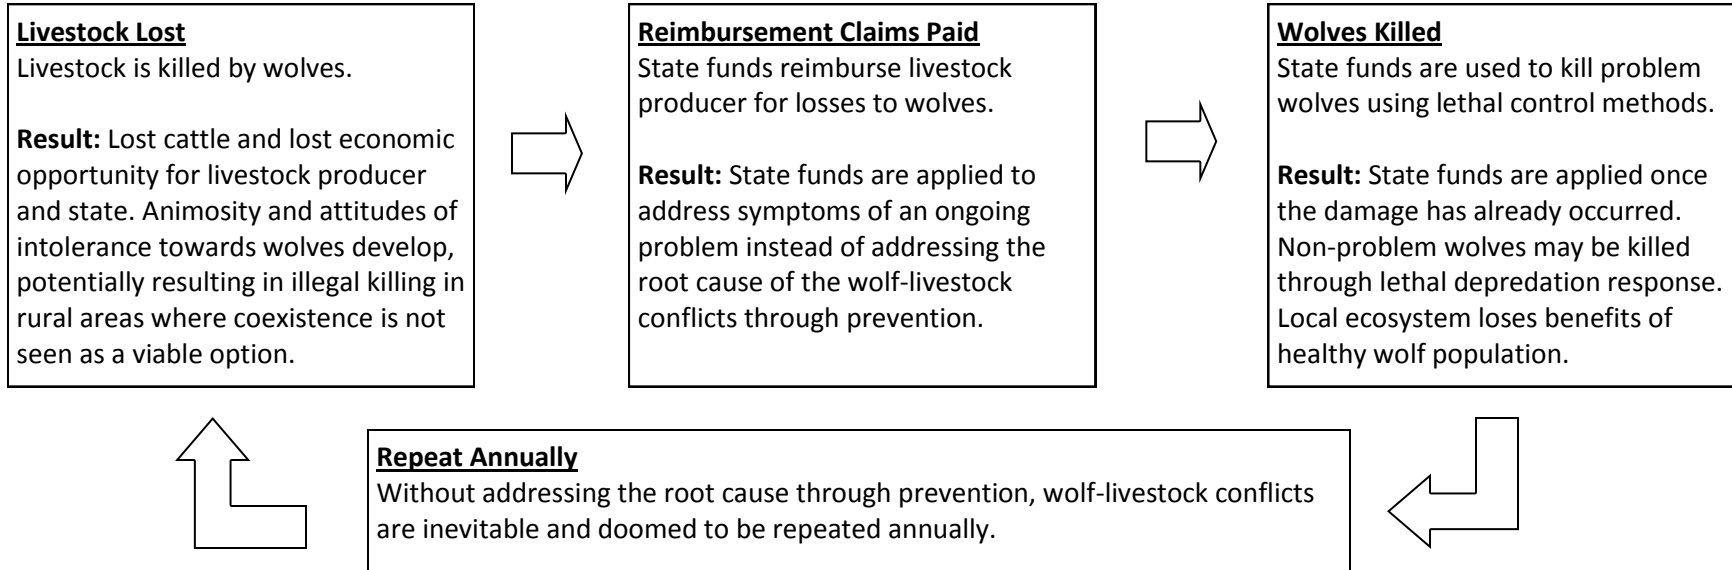 Livestock Lost
Livestock is killed by wolves.
Result: Lost cattle and lost economic
opportunity for livestock producer
and state. Animosity and attitudes of
intolerance towards wolves develop,
potentially resulting in illegal killing in
rural areas where coexistence is not
seen as a viable option.
Reimbursement Claims Paid
State funds reimburse livestock
producer for losses to wolves.
Result: State funds are applied to
address symptoms of an ongoing
problem instead of addressing the
root cause of the wolf-livestock
conflicts through prevention.
Wolves Killed
State funds are used to kill problem
wolves using lethal control methods.
Result: State funds are applied once
the damage has already occurred.
Non-problem wolves may be killed
through lethal depredation response.
Local ecosystem loses benefits of
healthy wolf population.
Repeat Annually
Without addressing the root cause through prevention, wolf-livestock conflicts
are inevitable and doomed to be repeated annually.